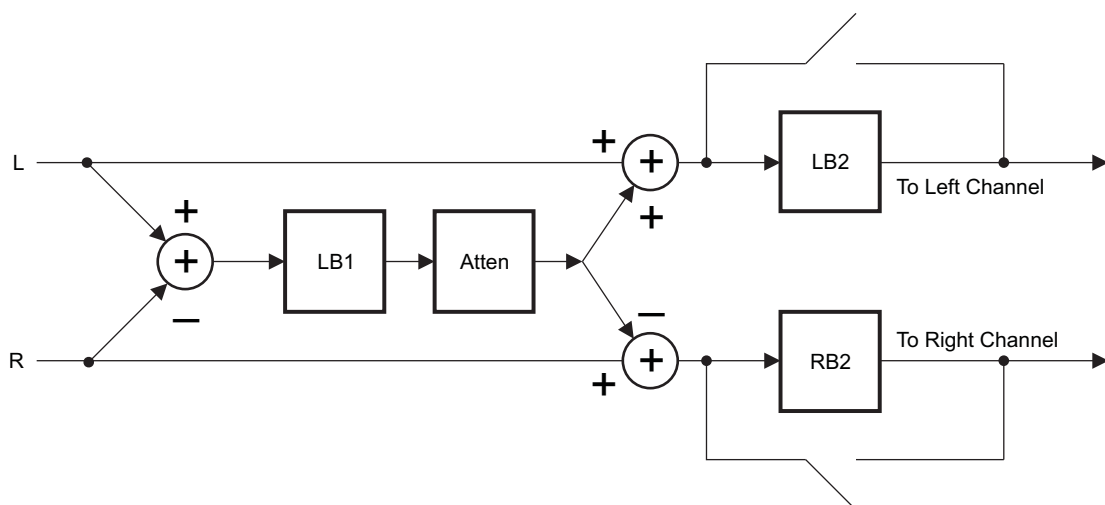 +
+
LB2
L
To Left Channel
+
+
+
LB1
Atten
−
−
To Right Channel
R
+
RB2
+